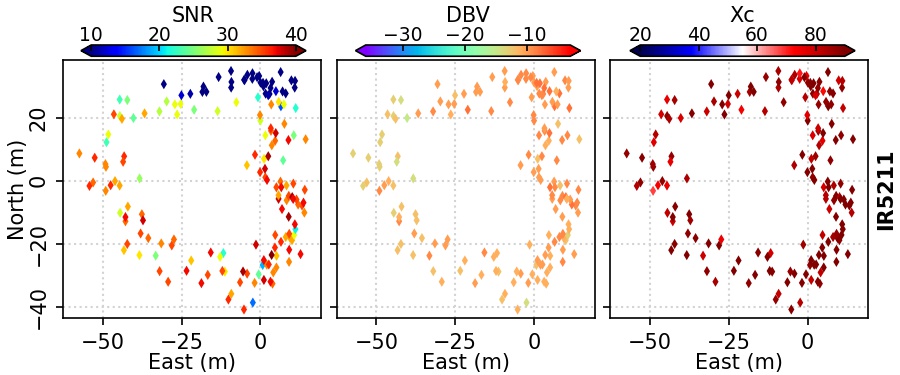 SNR DBV Xc
10 20 30 40 −30 −20 −10 20 40 60 80
North (m)
20
0
−20
−40
−50 −25 0 −50 −25 0 −50 −25 0
East (m) East (m) East (m)
IR5211